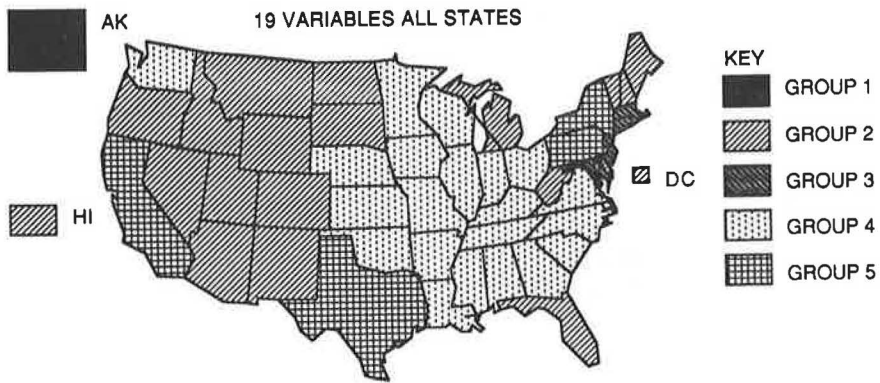 AK
19 VARIABLES ALL STATES
KEY
GROUP 1
GROUP 2
GROUP 3
GROUP 4
GROUP 5
DC
HI